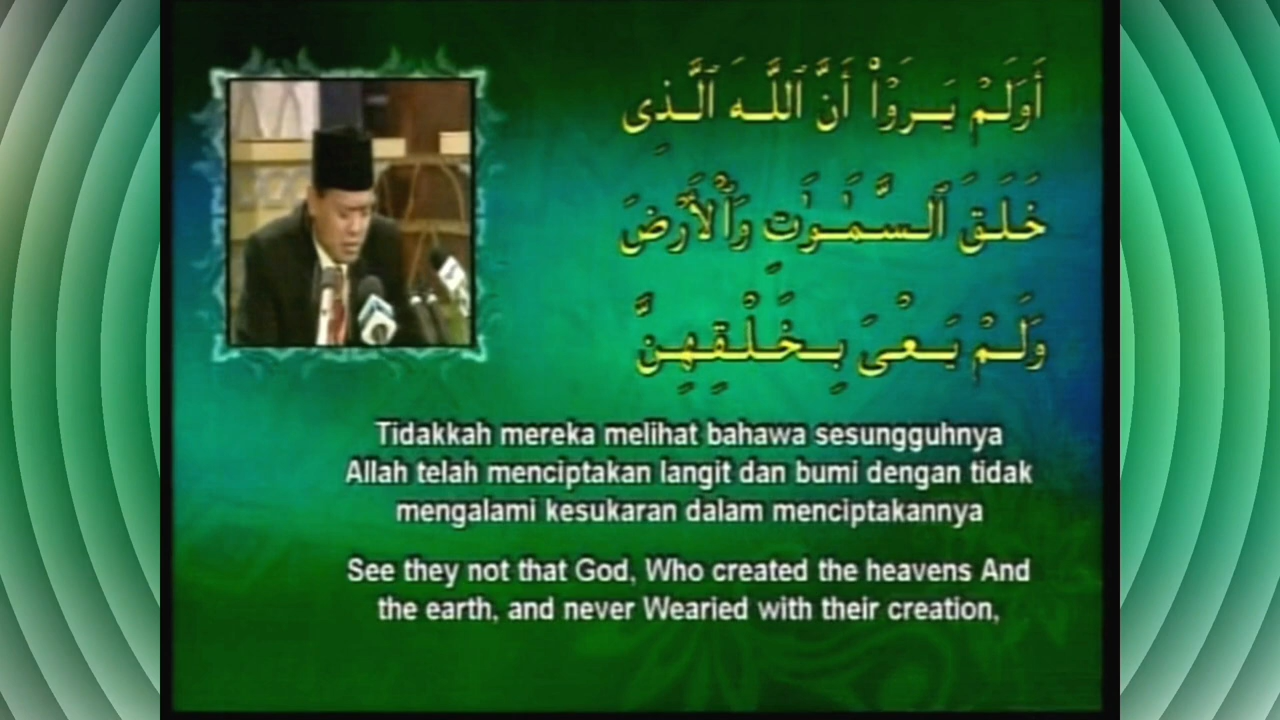 أَوَلَمْ يَرَوْا۟ أَنَّ ٱللَّهَ ٱلَّذِى
خَلَقَ ٱلسَّمَـٰوَٰتِ وَٱلْأَرْضَ
وَلَمْ يَعْىَ بِخَلْقِهِنَّ
Tidakkah mereka melihat bahawa sesungguhnya
Allah telah menciptakan langit dan bumi dengan tidak
mengalami kesukaran dalam menciptakannya
See they not that God, Who created the heavens And
the earth, and never Wearied with their creation,